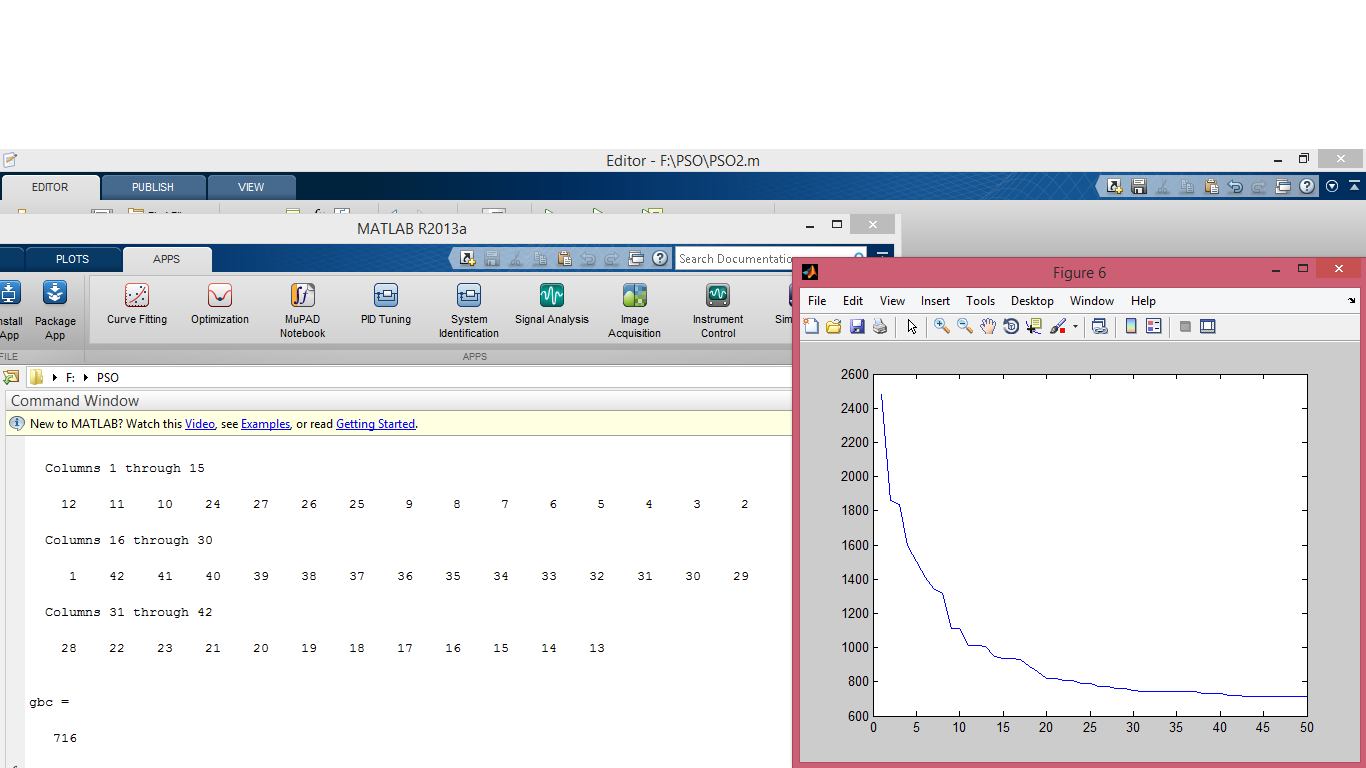 Editor - F:\PSO\PSO2.m
EDITOR PUBLISH VIEW
MATLAB R2013a
PLOTS APPS
Search Documentation
Curve Fitting
Optimization
MuPAD Notebook
PID Tuning
System Identification
Signal Analysis
Image Acquisition
Instrument Control
Package App
App
FILE
APPS
F: PSO
Command Window
New to MATLAB? Watch this Video, see Examples, or read Getting Started.
Columns 1 through 15
12 11 10 24 27 26 25 9 8 7 6 5 4 3 2
Columns 16 through 30
1 42 41 40 39 38 37 36 35 34 33 32 31 30 29
Columns 31 through 42
28 22 23 21 20 19 18 17 16 15 14 13
gbc =
716
Figure 6
File Edit View Insert Tools Desktop Window Help
2600
2400
2200
2000
1800
1600
1400
1200
1000
800
600
0 5 10 15 20 25 30 35 40 45 50